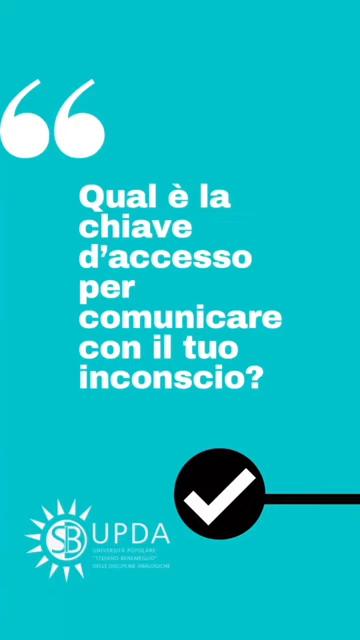 “
Qual è la
chiave
d’accesso
per
comunicare
con il tuo
inconscio?
SB UPDA
UNIVERSITÀ POPOLARE
"STEFANO BENEMEGLIO"
DELLE DISCIPLINE ANALOGICHE